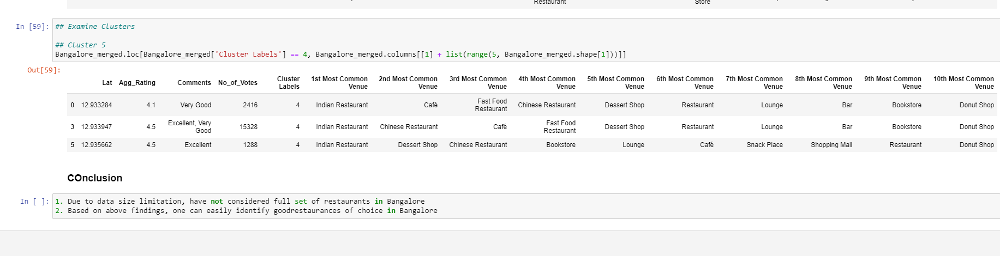 Restaurant Store
In [59]: ## Examine Clusters
## Cluster 5
Bangalore_merged.loc[Bangalore_merged['Cluster Labels'] == 4, Bangalore_merged.columns[[1] + list(range(5, Bangalore_merged.shape[1]))]]
Out[59]:
Lat Agg_Rating Comments No_of_Votes Cluster Labels 1st Most Common Venue 2nd Most Common Venue 3rd Most Common Venue 4th Most Common Venue 5th Most Common Venue 6th Most Common Venue 7th Most Common Venue 8th Most Common Venue 9th Most Common Venue 10th Most Common Venue
0 12.933284 4.1 Very Good 2416 4 Indian Restaurant Café Fast Food Restaurant Chinese Restaurant Dessert Shop Restaurant Lounge Bar Bookstore Donut Shop
3 12.933947 4.5 Excellent, Very Good 15328 4 Indian Restaurant Chinese Restaurant Café Fast Food Restaurant Dessert Shop Restaurant Lounge Bar Bookstore Donut Shop
5 12.935662 4.5 Excellent 1288 4 Indian Restaurant Dessert Shop Chinese Restaurant Bookstore Lounge Café Snack Place Shopping Mall Restaurant Donut Shop
COnclusion
In [ ]: 1. Due to data size limitation, have not considered full set of restaurants in Bangalore
2. Based on above findings, one can easily identify goodrestaurances of choice in Bangalore